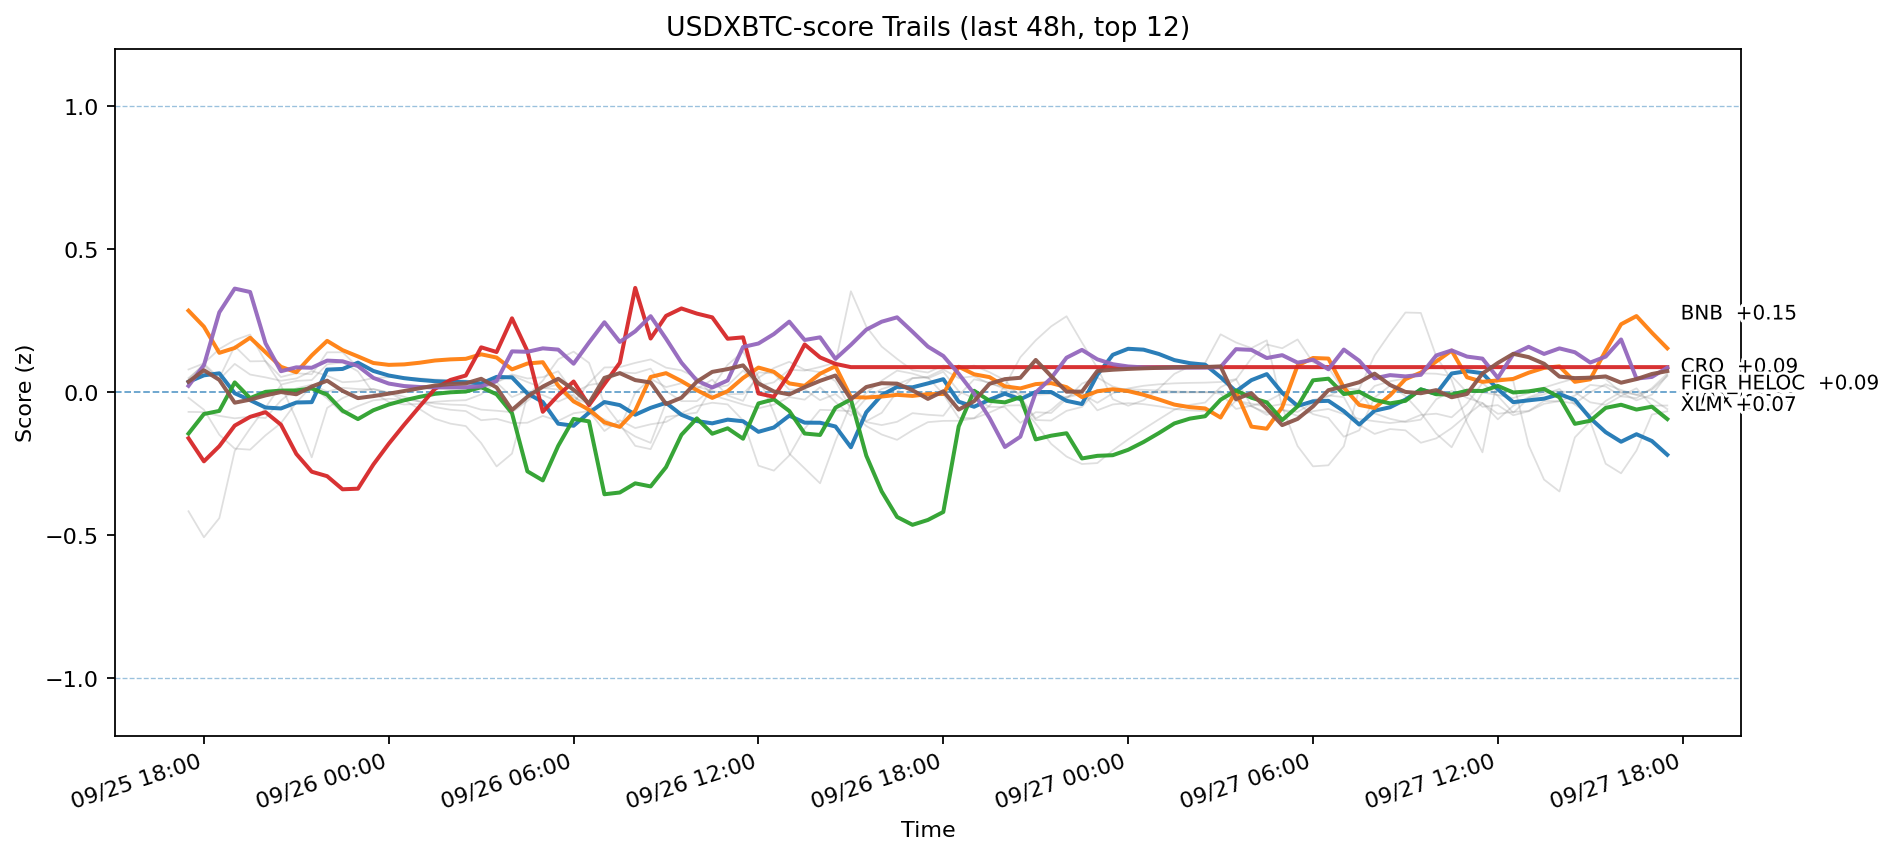 USDXBTC-score Trails (last 48h, top 12)
Score (z)
1.0
0.5
0.0
−0.5
−1.0
BNB +0.15
CRO +0.09
FIGR_HELOC +0.09
XLM +0.07
09/25 18:00
09/26 00:00
09/26 06:00
09/26 12:00
09/26 18:00
09/27 00:00
09/27 06:00
09/27 12:00
09/27 18:00
Time